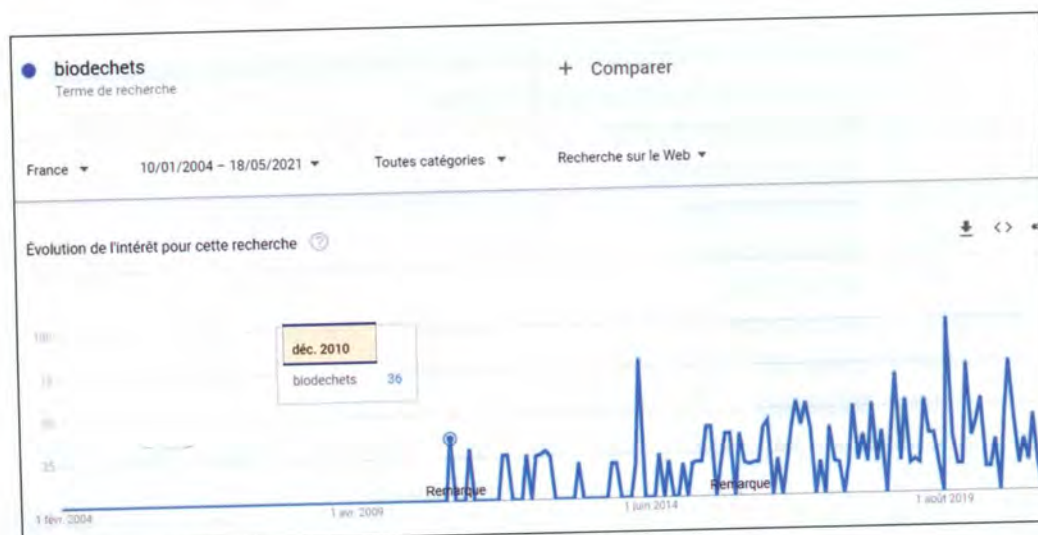 biodechets
Terme de recherche
+ Comparer
France
10/01/2004 – 18/05/2021
Toutes catégories
Recherche sur le Web
Évolution de l'intérêt pour cette recherche
100
déc. 2010
biodechets 36
25
Remarque
Remarque
1 févr. 2004
1 avr. 2009
1 juin 2014
1 août 2019